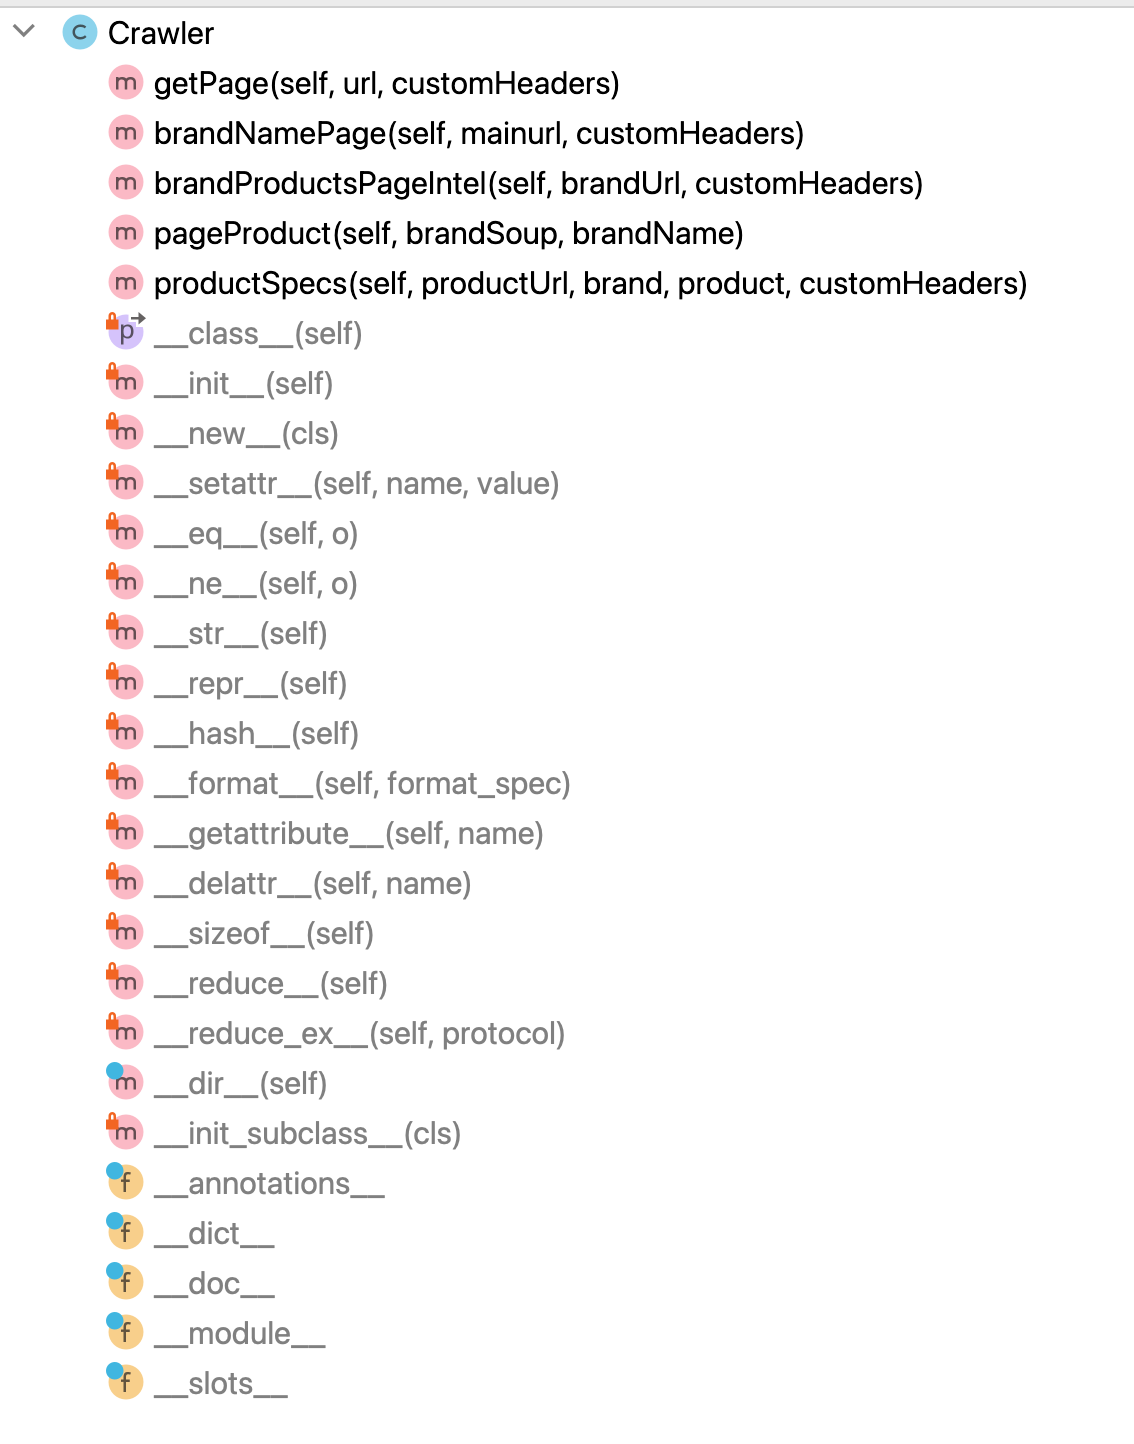 C Crawler
m getPage(self, url, customHeaders)
m brandNamePage(self, mainurl, customHeaders)
m brandProductsPageIntel(self, brandUrl, customHeaders)
m pageProduct(self, brandSoup, brandName)
m productSpecs(self, productUrl, brand, product, customHeaders)
p __class__(self)
m __init__(self)
m __new__(cls)
m __setattr__(self, name, value)
m __eq__(self, o)
m __ne__(self, o)
m __str__(self)
m __repr__(self)
m __hash__(self)
m __format__(self, format_spec)
m __getattribute__(self, name)
m __delattr__(self, name)
m __sizeof__(self)
m __reduce__(self)
m __reduce_ex__(self, protocol)
m __dir__(self)
m __init_subclass__(cls)
f __annotations__
f __dict__
f __doc__
f __module__
f __slots__